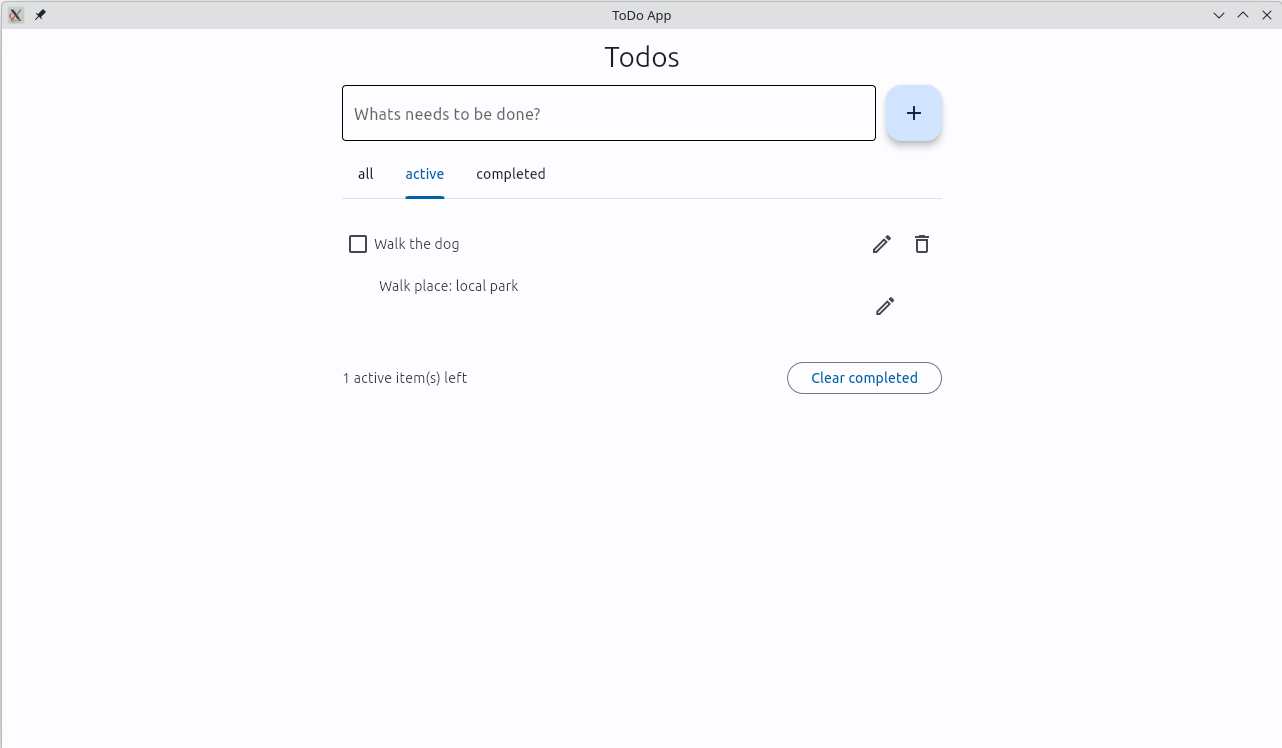 ToDo App
Todos
Whats needs to be done?
all active completed
Walk the dog
Walk place: local park
1 active item(s) left Clear completed